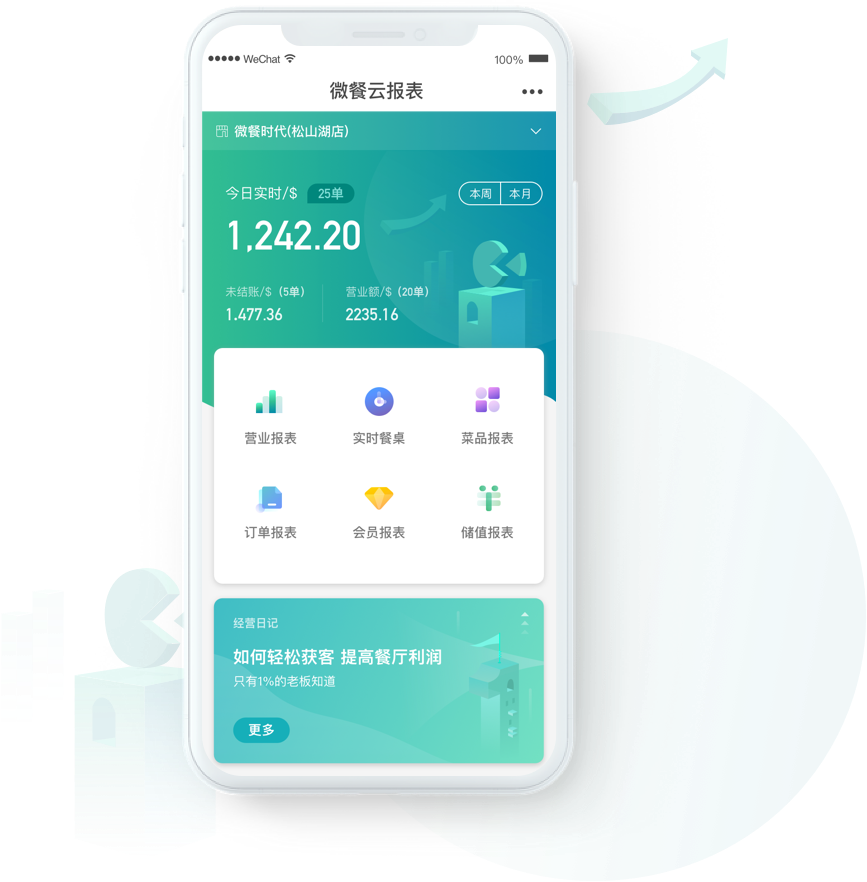 ●●●●● WeChat 100%
微餐云报表 •••
微餐时代(松山湖店)
今日实时/$ 25单 本周 本月
1,242.20
未结账/$ (5单) 营业额/$ (20单)
1.477.36 2235.16
营业报表 实时餐桌 菜品报表
订单报表 会员报表 储值报表
经营日记
如何轻松获客 提高餐厅利润
只有1%的老板知道
更多